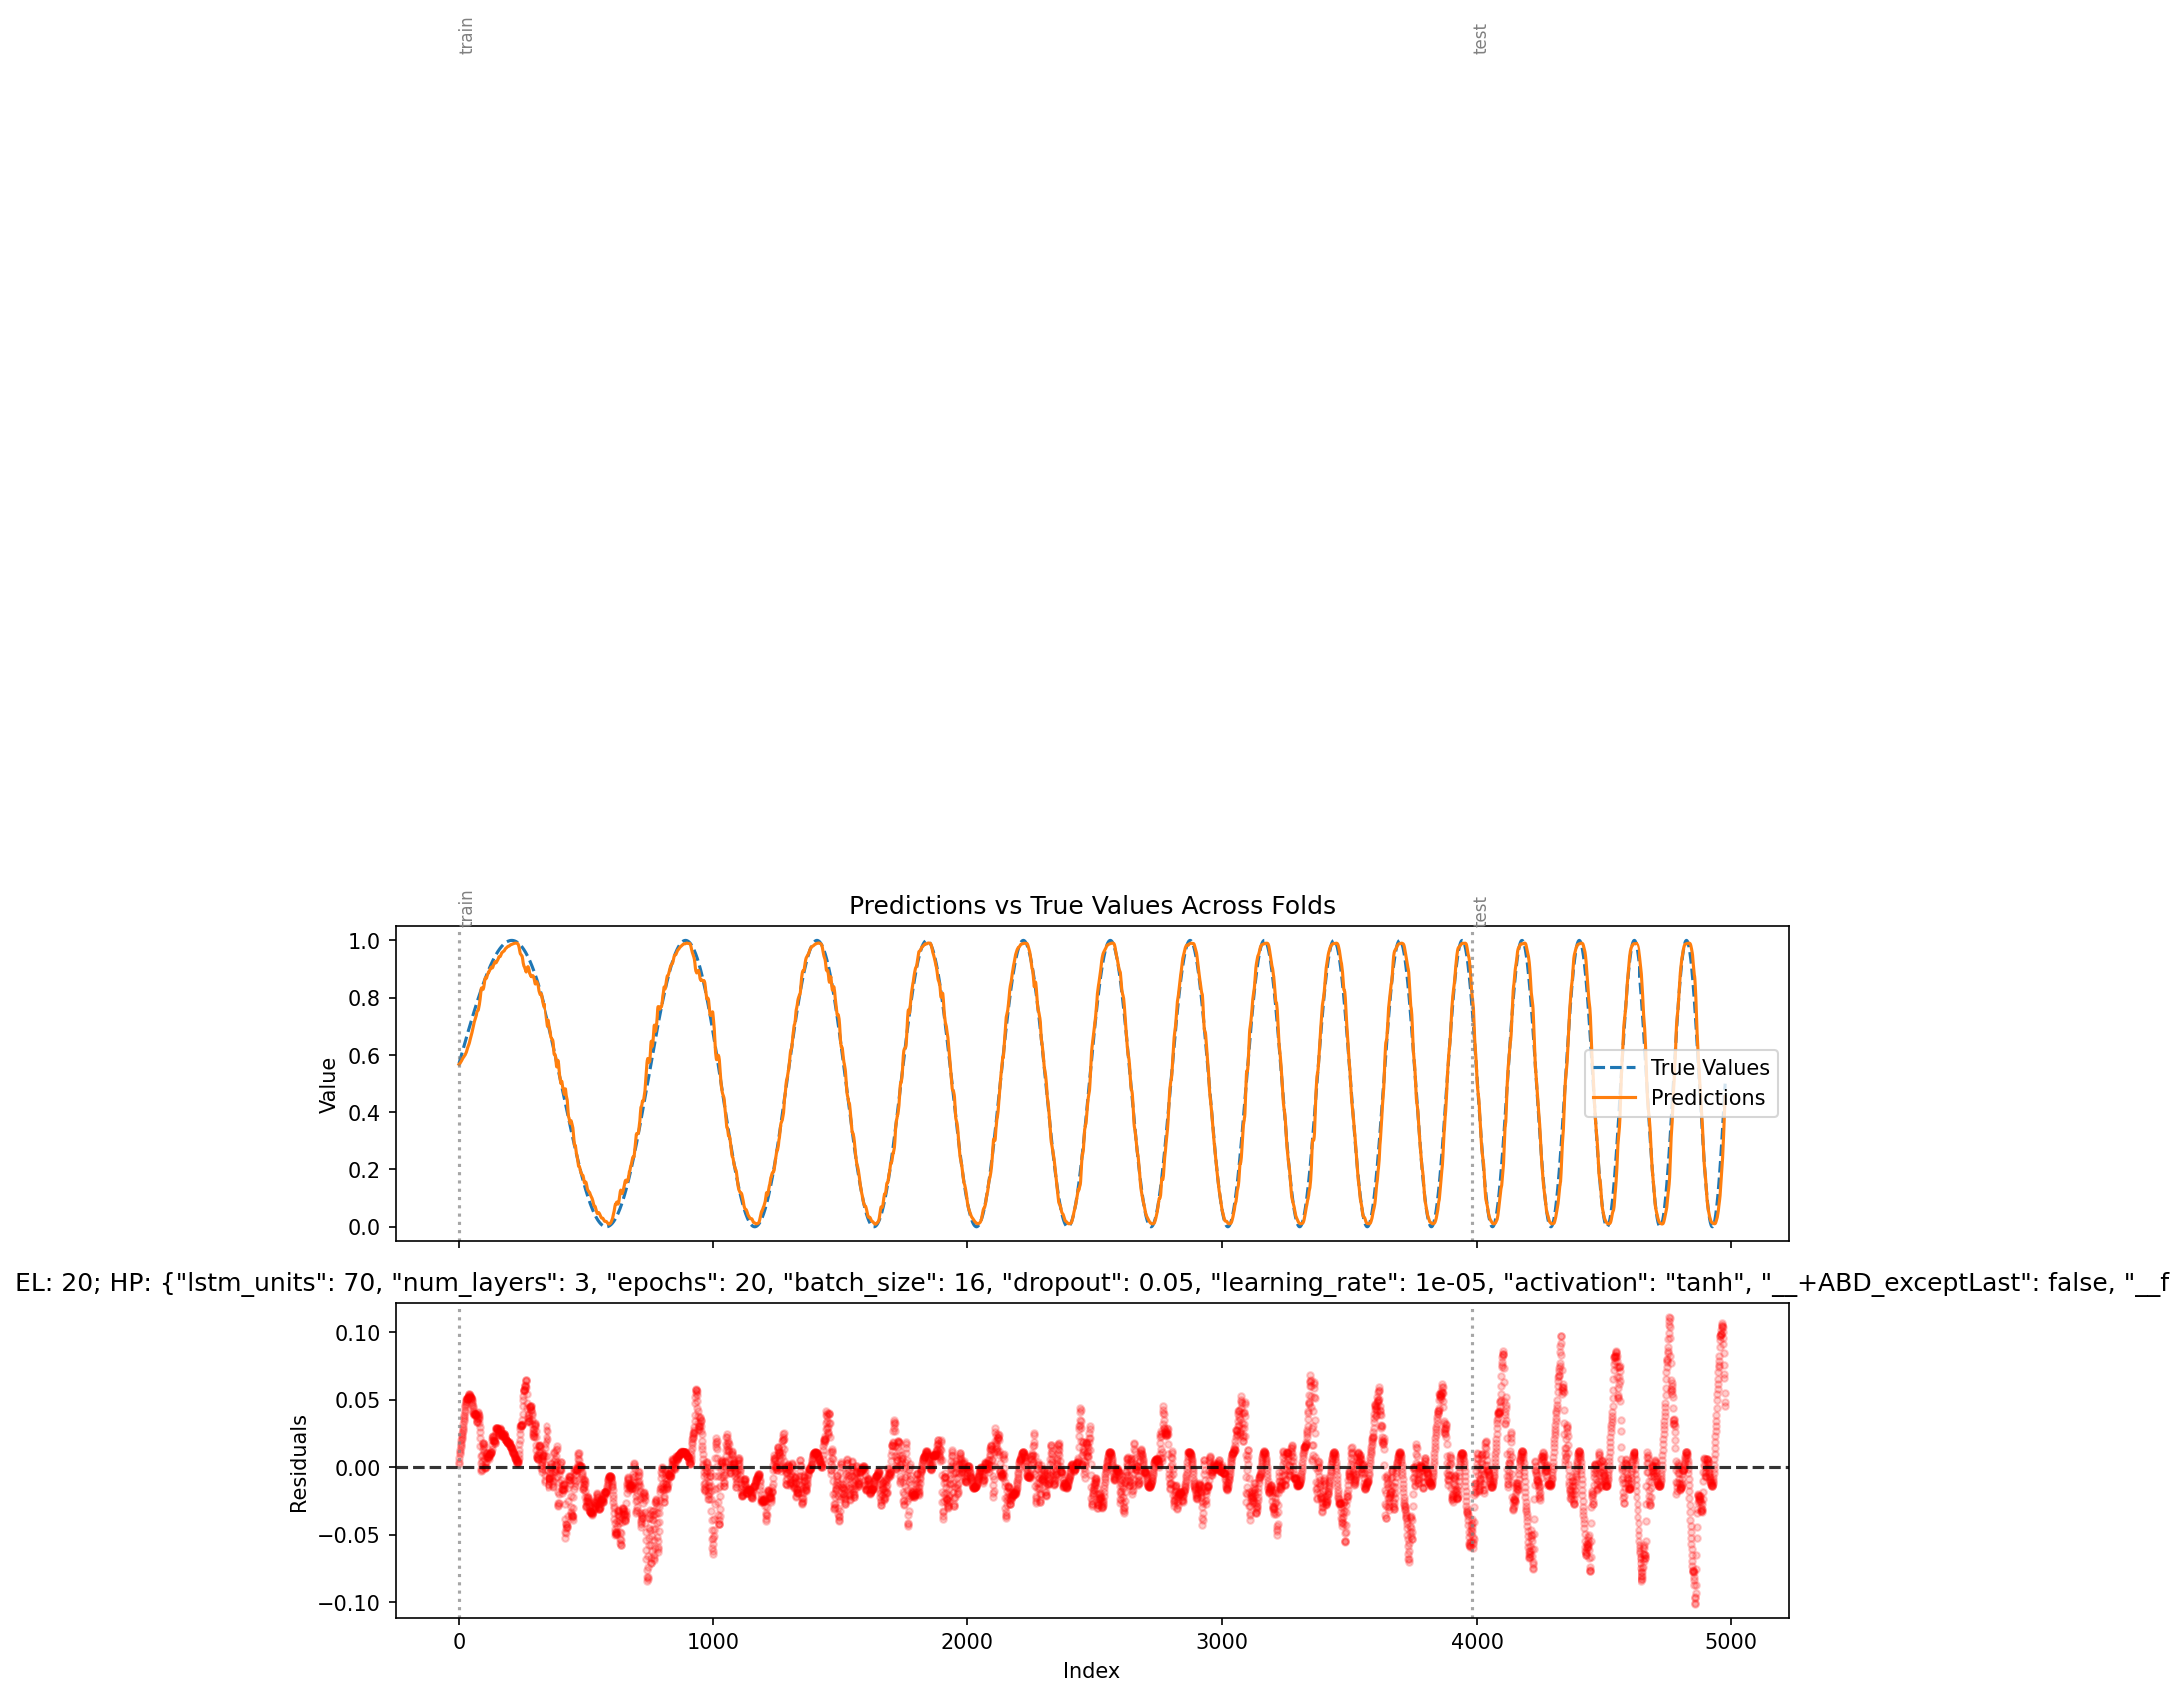 train
test
train
test
Predictions vs True Values Across Folds
1.0
0.8
0.6
0.4
0.2
0.0
Value
True Values
Predictions
EL: 20; HP: {"lstm_units": 70, "num_layers": 3, "epochs": 20, "batch_size": 16, "dropout": 0.05, "learning_rate": 1e-05, "activation": "tanh", "__+ABD_exceptLast": false, "__f
0.10
0.05
0.00
−0.05
−0.10
Residuals
0
1000
2000
3000
4000
5000
Index